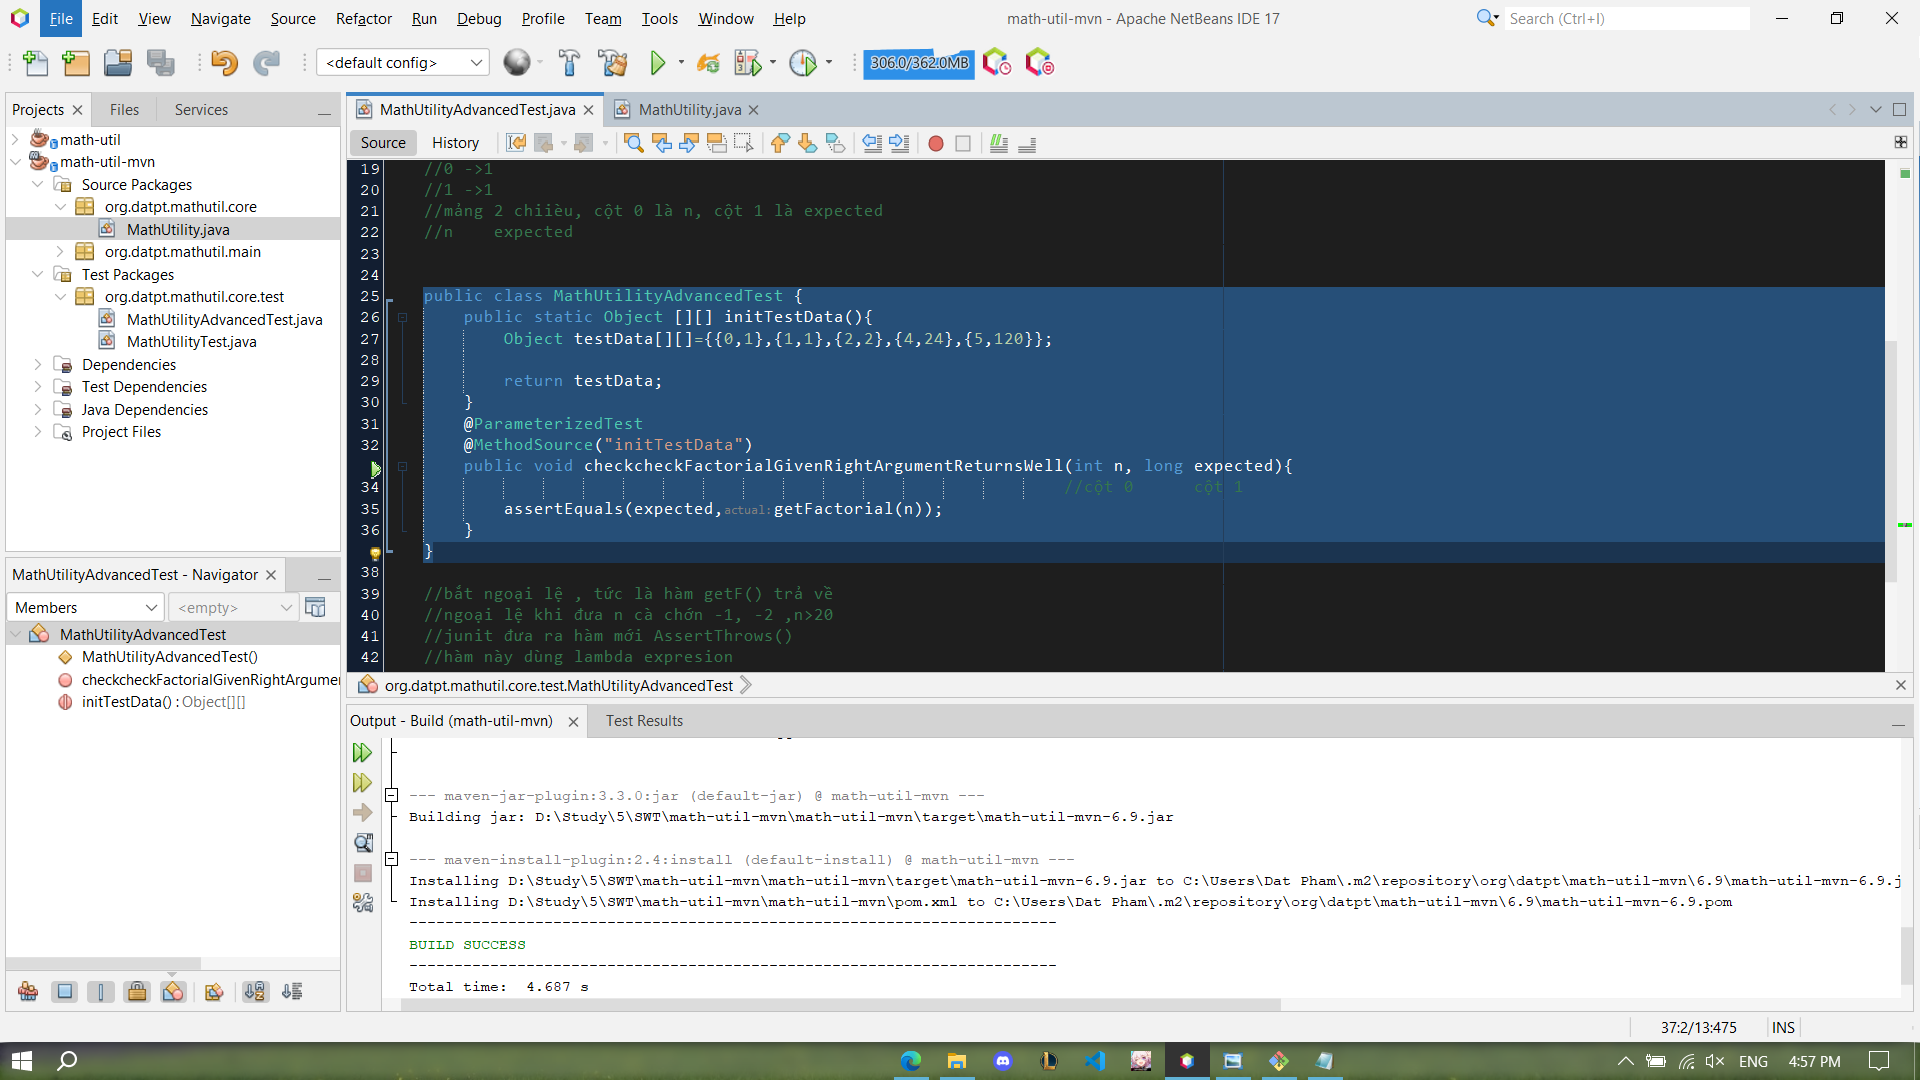 File Edit View Navigate Source Refactor Run Debug Profile Team Tools Window Help
math-util-mvn - Apache NetBeans IDE 17
Search (Ctrl+I)
<default config>
306.0/362.0MB
Projects
Files
Services
math-util
math-util-mvn
Source Packages
org.datpt.mathutil.core
MathUtility.java
org.datpt.mathutil.main
Test Packages
org.datpt.mathutil.core.test
MathUtilityAdvancedTest.java
MathUtilityTest.java
Dependencies
Test Dependencies
Java Dependencies
Project Files
MathUtilityAdvancedTest - Navigator
Members
<empty>
MathUtilityAdvancedTest
MathUtilityAdvancedTest()
checkcheckFactorialGivenRightArgumer
initTestData() : Object[][]
MathUtilityAdvancedTest.java
MathUtility.java
Source
History
19 //0 ->1
20 //1 ->1
21 //mảng 2 chiièu, cột 0 là n, cột 1 là expected
22 //n    expected
23
24
25 public class MathUtilityAdvancedTest {
26 public static Object [][] initTestData(){
27 Object testData[][]={{0,1},{1,1},{2,2},{4,24},{5,120}};
28
29 return testData;
30 }
31 @ParameterizedTest
32 @MethodSource("initTestData")
public void checkcheckFactorialGivenRightArgumentReturnsWell(int n, long expected){
34 //cột 0      cột 1
35 assertEquals(expected,actual:getFactorial(n));
36 }
}
38
39 //bắt ngoại lệ , tức là hàm getF() trả về
40 //ngoại lệ khi đưa n cà chớn -1, -2 ,n>20
41 //junit đưa ra hàm mới AssertThrows()
42 //hàm này dùng lambda expresion
org.datpt.mathutil.core.test.MathUtilityAdvancedTest
Output - Build (math-util-mvn)
Test Results
--- maven-jar-plugin:3.3.0:jar (default-jar) @ math-util-mvn ---
Building jar: D:\Study\5\SWT\math-util-mvn\math-util-mvn\target\math-util-mvn-6.9.jar
--- maven-install-plugin:2.4:install (default-install) @ math-util-mvn ---
Installing D:\Study\5\SWT\math-util-mvn\math-util-mvn\target\math-util-mvn-6.9.jar to C:\Users\Dat Pham\.m2\repository\org\datpt\math-util-mvn\6.9\math-util-mvn-6.9.j
Installing D:\Study\5\SWT\math-util-mvn\math-util-mvn\pom.xml to C:\Users\Dat Pham\.m2\repository\org\datpt\math-util-mvn\6.9\math-util-mvn-6.9.pom
------------------------------------------------------------------------
BUILD SUCCESS
------------------------------------------------------------------------
Total time:  4.687 s
37:2/13:475
INS
ENG
4:57 PM